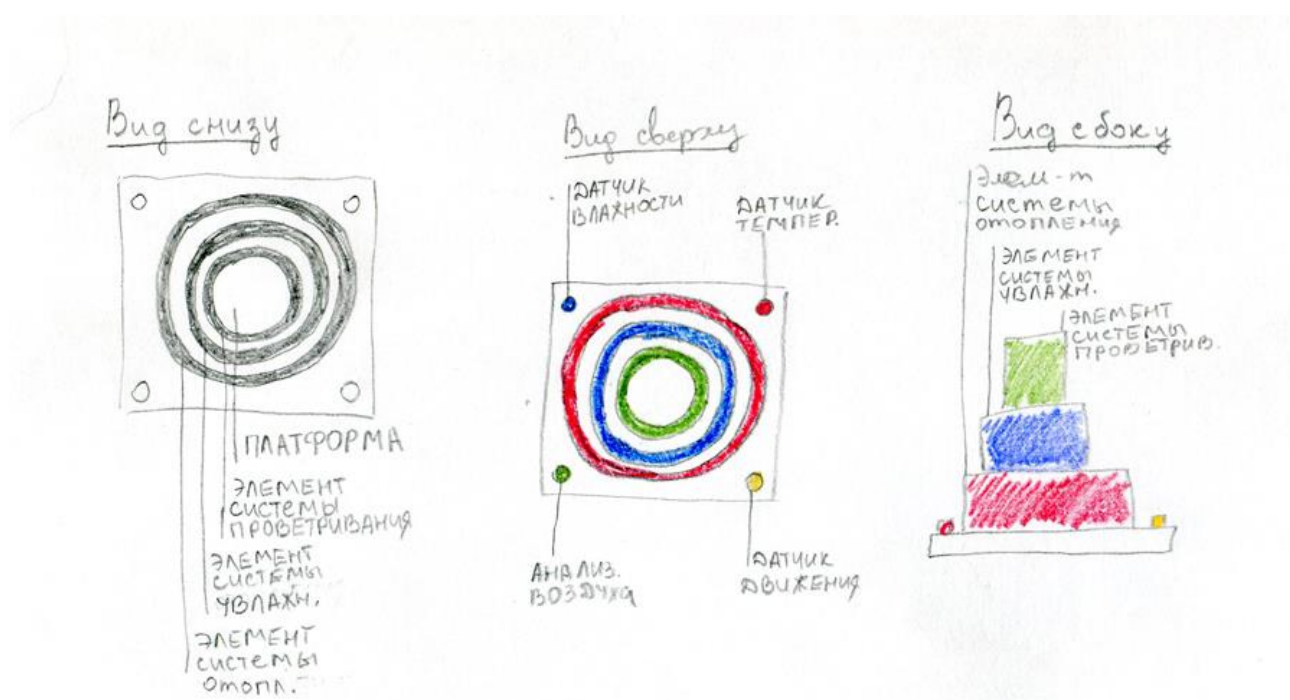 Вид снизу
ПЛАТФОРМА
ЭЛЕМЕНТ
СИСТЕМЫ
ПРОВЕТРИВАНИЯ
ЭЛЕМЕНТ
СИСТЕМЫ
УВЛАЖН.
ЭЛЕМЕНТ
СИСТЕМЫ
ОТОПЛ.
Вид сверху
ДАТЧИК
ВЛАЖНОСТИ
ДАТЧИК
ТЕМПЕР.
АНАЛИЗ.
ВОЗДУХА
ДАТЧИК
ДВИЖЕНИЯ
Вид с боку
Элем-т
СИСТЕМЫ
ОТОПЛЕНИЯ
ЭЛЕМЕНТ
СИСТЕМЫ
УВЛАЖН.
ЭЛЕМЕНТ
СИСТЕМЫ
ПРОВЕТРИВ.